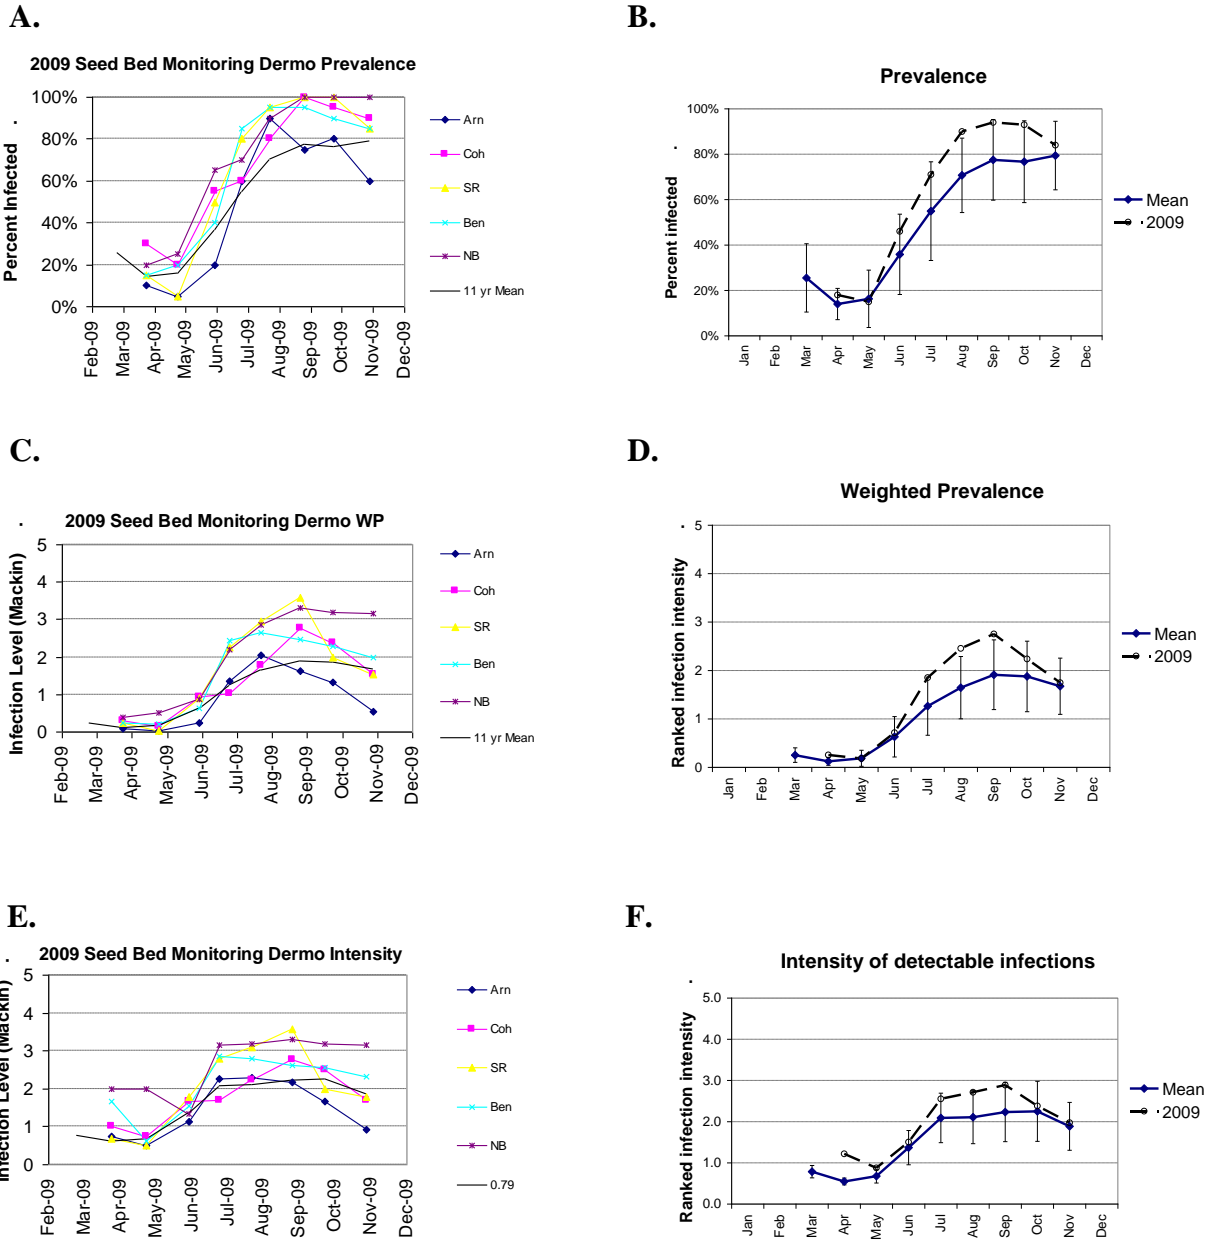 A.
2009 Seed Bed Monitoring Dermo Prevalence
Percent Infected
100%
80%
60%
40%
20%
0%
Feb-09
Mar-09
Apr-09
May-09
Jun-09
Jul-09
Aug-09
Sep-09
Oct-09
Nov-09
Dec-09
Arn
Coh
SR
Ben
NB
11 yr Mean
B.
Prevalence
Percent infected
100%
80%
60%
40%
20%
0%
Jan
Feb
Mar
Apr
May
Jun
Jul
Aug
Sep
Oct
Nov
Dec
Mean
2009
C.
2009 Seed Bed Monitoring Dermo WP
Infection Level (Mackin)
5
4
3
2
1
0
Feb-09
Mar-09
Apr-09
May-09
Jun-09
Jul-09
Aug-09
Sep-09
Oct-09
Nov-09
Dec-09
Arn
Coh
SR
Ben
NB
11 yr Mean
D.
Weighted Prevalence
Ranked infection intensity
5
4
3
2
1
0
Jan
Feb
Mar
Apr
May
Jun
Jul
Aug
Sep
Oct
Nov
Dec
Mean
2009
E.
2009 Seed Bed Monitoring Dermo Intensity
Infection Level (Mackin)
5
4
3
2
1
0
Feb-09
Mar-09
Apr-09
May-09
Jun-09
Jul-09
Aug-09
Sep-09
Oct-09
Nov-09
Dec-09
Arn
Coh
SR
Ben
NB
0.79
F.
Intensity of detectable infections
Ranked infection intensity
5.0
4.0
3.0
2.0
1.0
0.0
Jan
Feb
Mar
Apr
May
Jun
Jul
Aug
Sep
Oct
Nov
Dec
Mean
2009